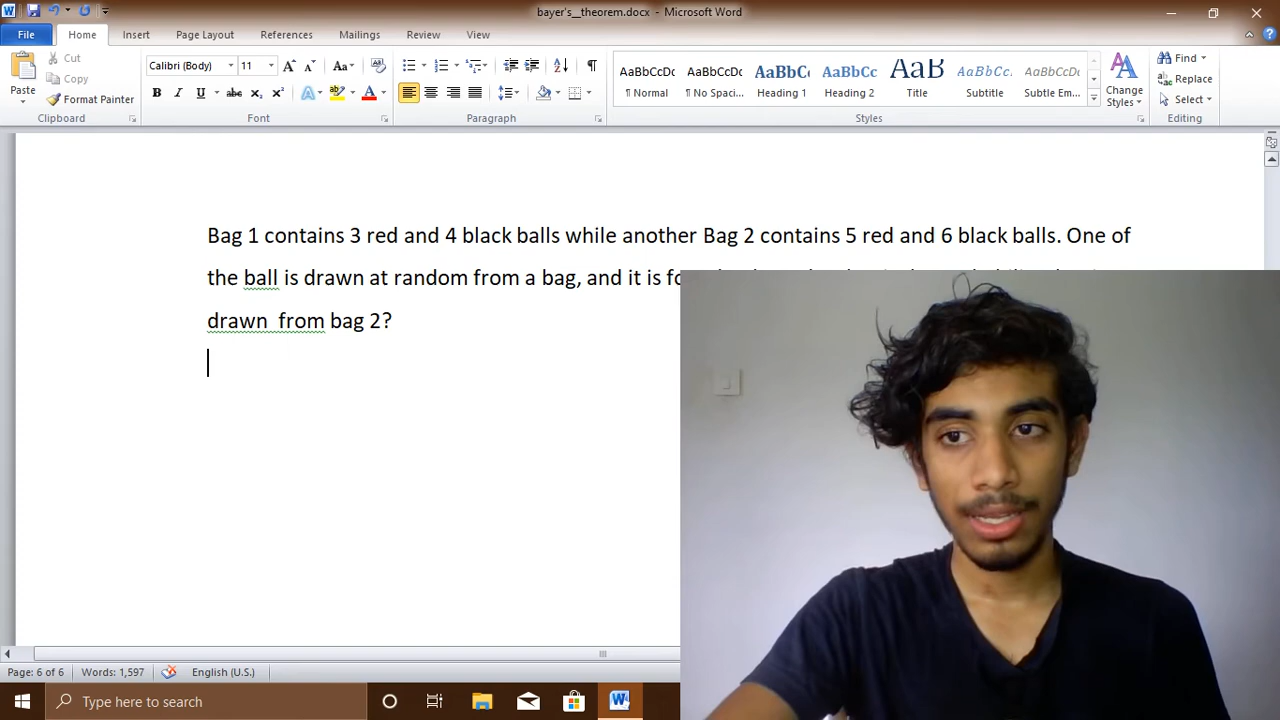 bayer's__theorem.docx - Microsoft Word
File Home Insert Page Layout References Mailings Review View
Paste
Cut
Copy
Format Painter
Clipboard
Calibri (Body) 11
Font
Paragraph
AaBbCcDc AaBbCcDc AaBbC AaBbCc AaB AaBbCc. AaBbCcDc
¶ Normal ¶ No Spaci... Heading 1 Heading 2 Title Subtitle Subtle Em...
Styles
Change Styles
Find
Replace
Select
Editing
Bag 1 contains 3 red and 4 black balls while another Bag 2 contains 5 red and 6 black balls. One of
the ball is drawn at random from a bag, and it is
drawn from bag 2?
Page: 6 of 6 Words: 1,597 English (U.S.)
Type here to search